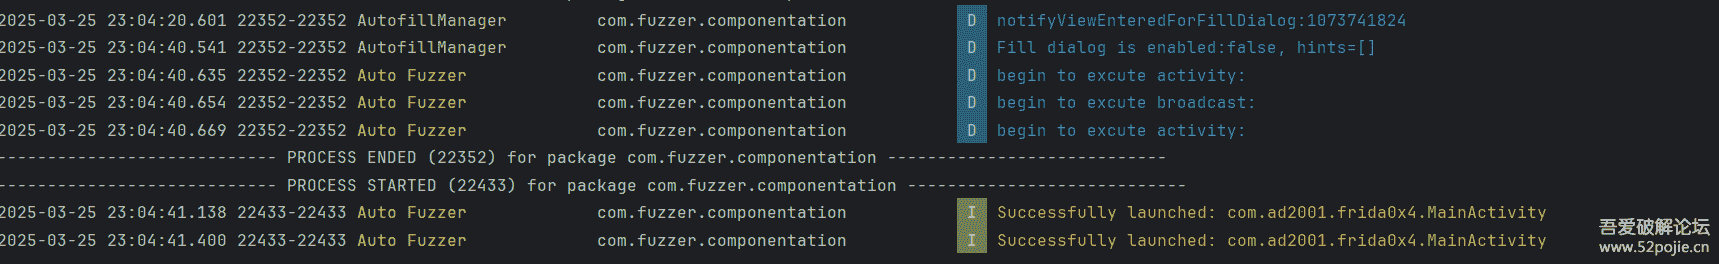 2025-03-25 23:04:20.601 22352-22352 AutofillManager com.fuzzer.componentation D notifyViewEnteredForFillDialog:1073741824
2025-03-25 23:04:40.541 22352-22352 AutofillManager com.fuzzer.componentation D Fill dialog is enabled:false, hints=[]
2025-03-25 23:04:40.635 22352-22352 Auto Fuzzer com.fuzzer.componentation D begin to excute activity:
2025-03-25 23:04:40.654 22352-22352 Auto Fuzzer com.fuzzer.componentation D begin to excute broadcast:
2025-03-25 23:04:40.669 22352-22352 Auto Fuzzer com.fuzzer.componentation D begin to excute activity:
---------------------------- PROCESS ENDED (22352) for package com.fuzzer.componentation ----------------------------
---------------------------- PROCESS STARTED (22433) for package com.fuzzer.componentation ----------------------------
2025-03-25 23:04:41.138 22433-22433 Auto Fuzzer com.fuzzer.componentation I Successfully launched: com.ad2001.frida0x4.MainActivity
2025-03-25 23:04:41.400 22433-22433 Auto Fuzzer com.fuzzer.componentation I Successfully launched: com.ad2001.frida0x4.MainActivity
吾爱破解论坛
www.52pojie.cn